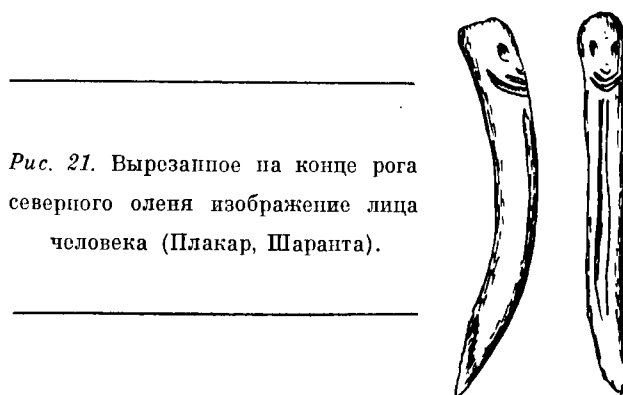 Рис. 21. Вырезанное на конце рога
северного оленя изображение лица
человека (Плакар, Шаранта).